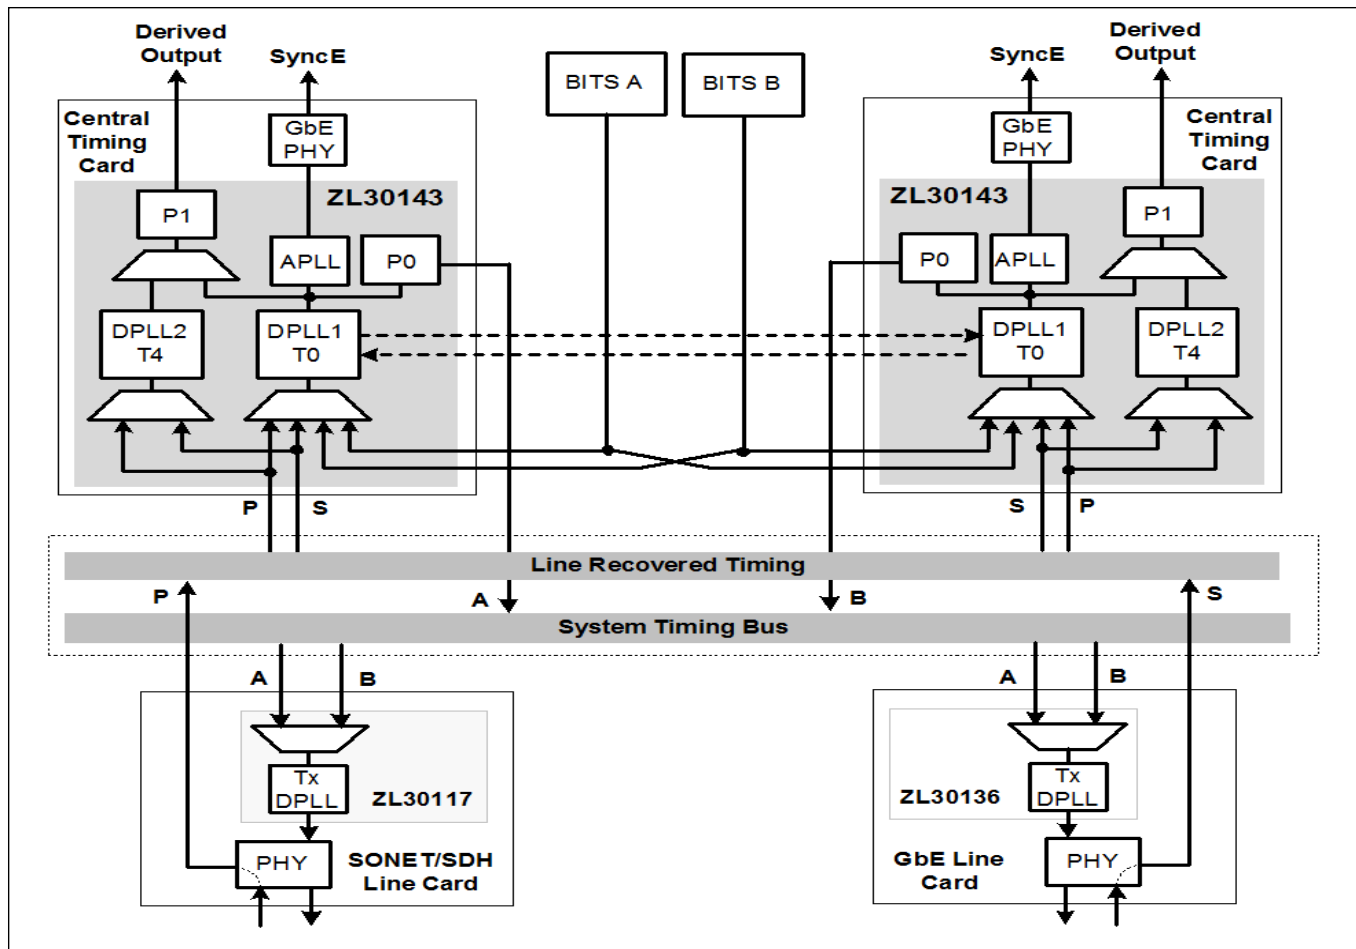 Derived
Output
SyncE
BITS A
BITS B
SyncE
Derived
Output
Central
Timing
Card
GbE
PHY
ZL30143
P1
APLL
P0
DPLL2
T4
DPLL1
T0
P
S
GbE
PHY
Central
Timing
Card
ZL30143
P0
APLL
P1
DPLL1
T0
DPLL2
T4
S
P
Line Recovered Timing
P
A
B
S
System Timing Bus
A
B
A
B
Tx
DPLL
ZL30117
PHY
SONET/SDH
Line Card
Tx
DPLL
ZL30136
GbE Line
Card
PHY